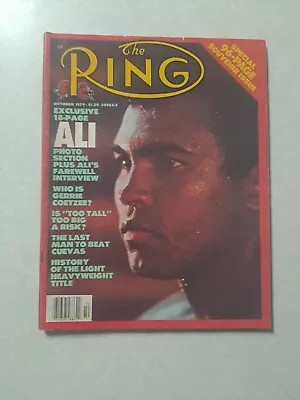 The
RING
SPECIAL
96-PAGE
SOUVENIR ISSUE
OCTOBER 1979
EXCLUSIVE
18-PAGE
ALI
PHOTO
SECTION
PLUS ALI'S
FAREWELL
INTERVIEW
WHO IS
GERRIE
COETZEE?
IS "TOO TALL"
TOO BIG
A RISK?
THE LAST
MAN TO BEAT
CUEVAS
HISTORY
OF THE LIGHT
HEAVYWEIGHT
TITLE